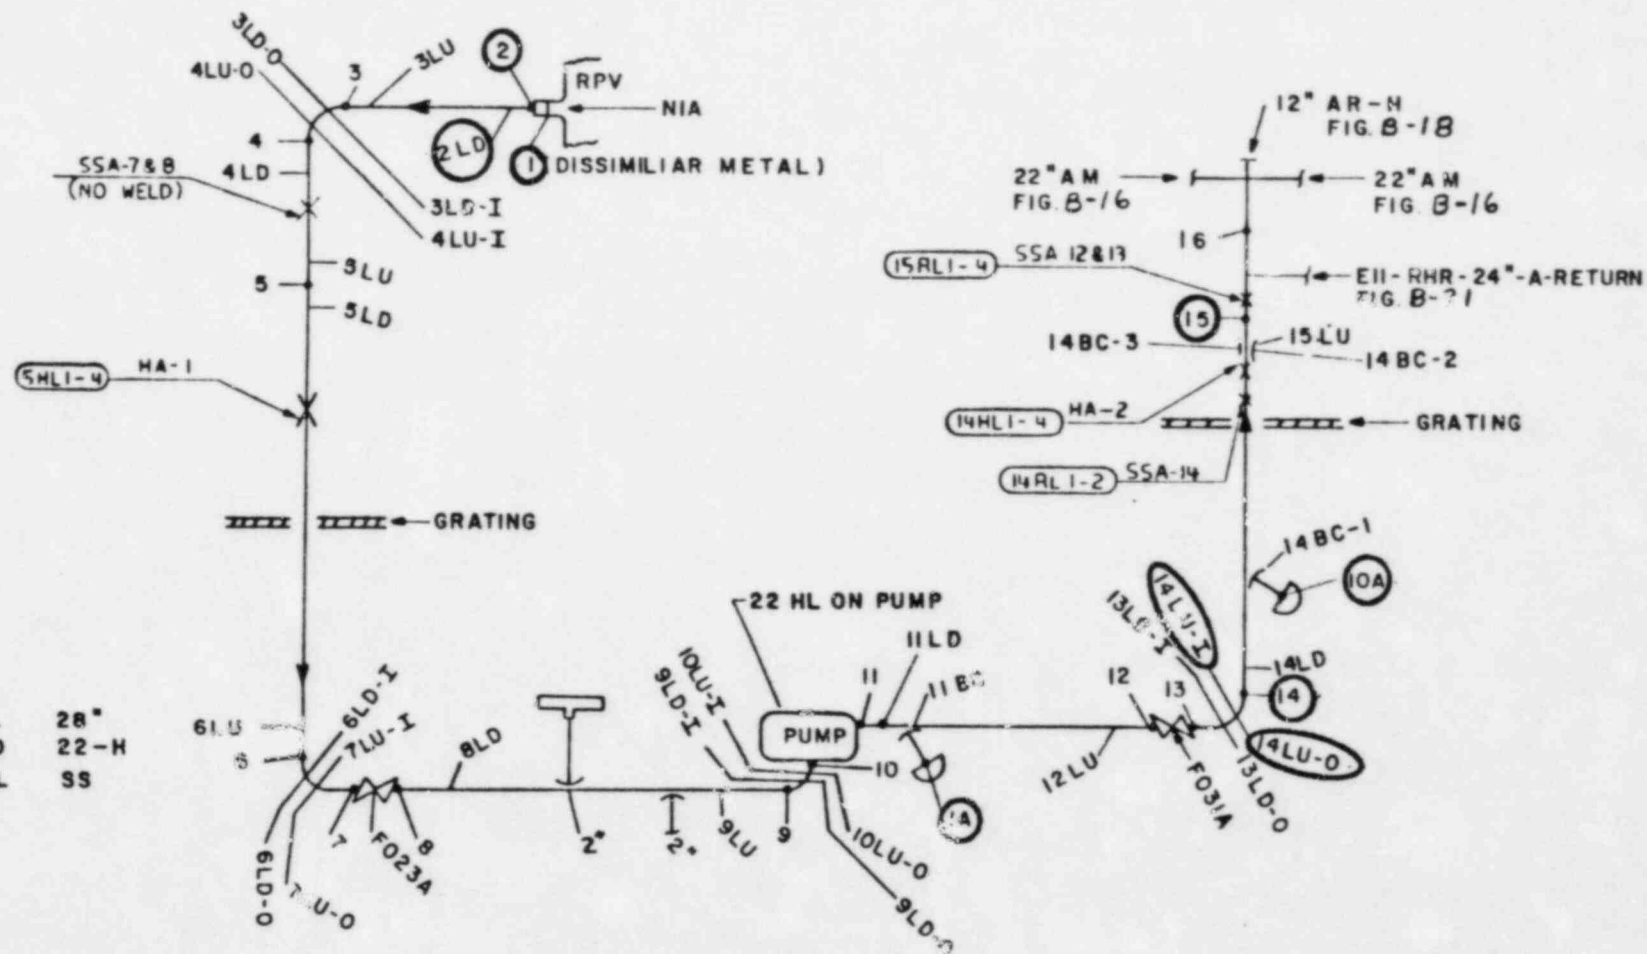 3LD-O
4LU-O
3
3LU
2
RPV
NIA
2LD
1
(DISSIMILIAR METAL)
4
4LD
SSA-7&8
(NO WELD)
3LD-I
4LU-I
5LU
5
5LD
5HL1-4
HA-1
GRATING
28"
22-H
SS
6LU
6LD-I
7LU-I
6LD-O
7
F023A
8
8LD
2"
2"
9LU
9
9LD-I
10LU-I
22 HL ON PUMP
PUMP
10
10LU-O
11
11LD
12LU
12
13
F031A
13LD-O
14LU-I
14LU-O
14
14LD
14BC-1
10A
12" AR-H
FIG. B-18
22" AM
FIG. B-16
22" AM
FIG. B-16
16
15RL1-4
SSA 12&13
E11-RHR-24"-A-RETURN
15
14BC-3
15LU
14BC-2
14HL1-4
HA-2
GRATING
14RL1-2
SSA-14